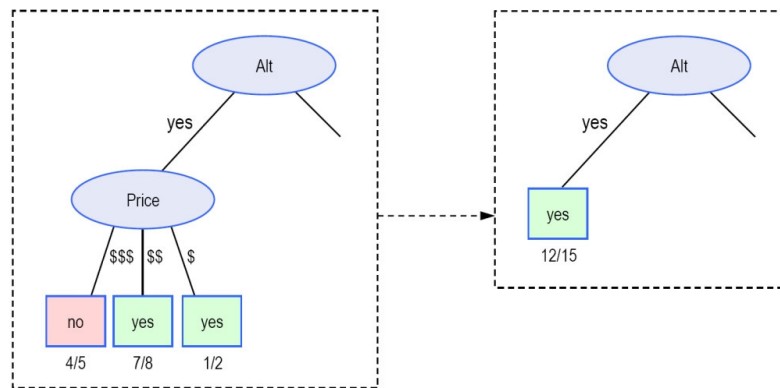 Alt
yes
Price
$$$
$$
$
no
yes
yes
4/5
7/8
1/2
Alt
yes
yes
12/15